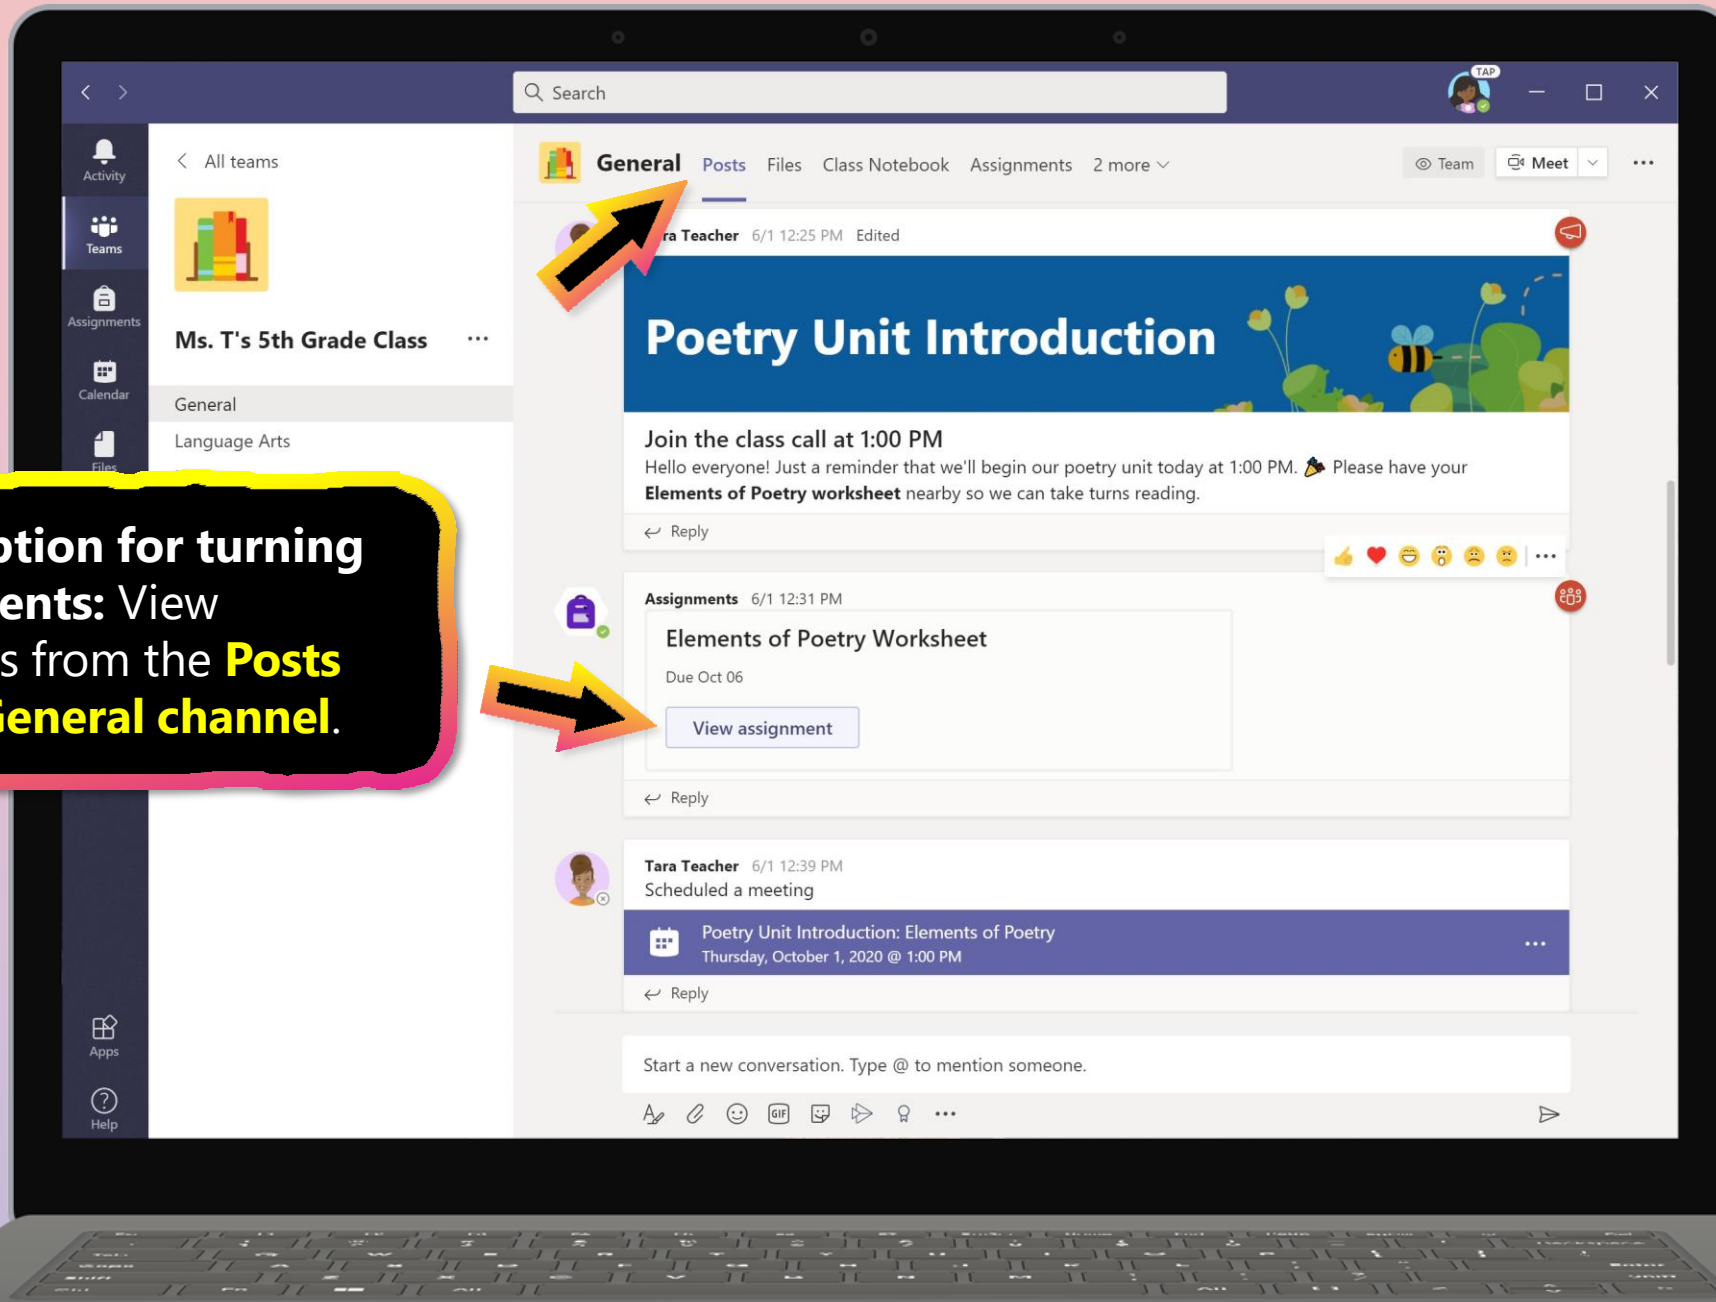 Search
TAP
Activity
Teams
Assignments
Calendar
Files
Apps
Help
All teams
Ms. T's 5th Grade Class
General
Language Arts
General Posts Files Class Notebook Assignments 2 more
Team Meet
ra Teacher 6/1 12:25 PM Edited
Poetry Unit Introduction
Join the class call at 1:00 PM
Hello everyone! Just a reminder that we'll begin our poetry unit today at 1:00 PM. 🎉 Please have your
Elements of Poetry worksheet nearby so we can take turns reading.
Reply
Assignments 6/1 12:31 PM
Elements of Poetry Worksheet
Due Oct 06
View assignment
Reply
Tara Teacher 6/1 12:39 PM
Scheduled a meeting
Poetry Unit Introduction: Elements of Poetry
Thursday, October 1, 2020 @ 1:00 PM
Reply
Start a new conversation. Type @ to mention someone.
GIF
ption for turning
ents: View
s from the Posts
General channel.